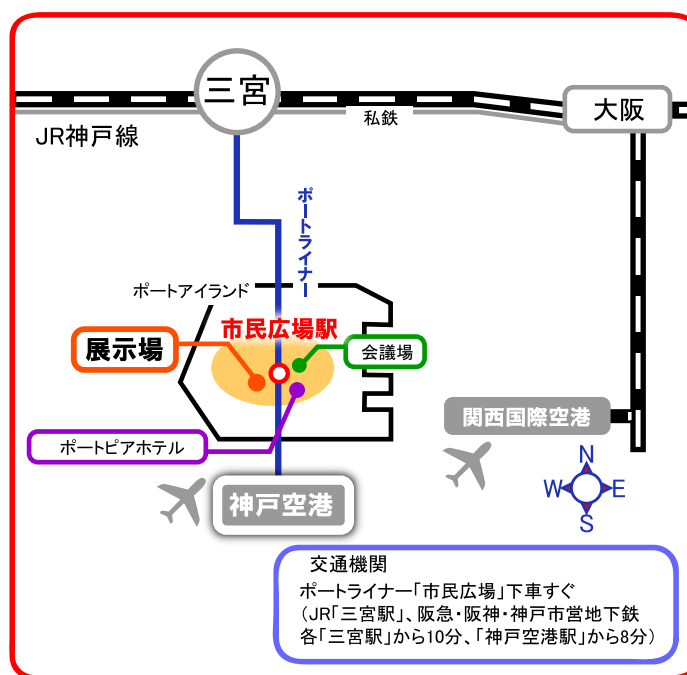 三宮
大阪
私鉄
JR神戸線
ポートライナー
ポートアイランド
市民広場駅
展示場
会議場
関西国際空港
ポートピアホテル
N
W
E
S
神戸空港
交通機関
ポートライナー「市民広場」下車すぐ
(JR「三宮駅」、阪急・阪神・神戸市営地下鉄
各「三宮駅」から10分、「神戸空港駅」から8分)